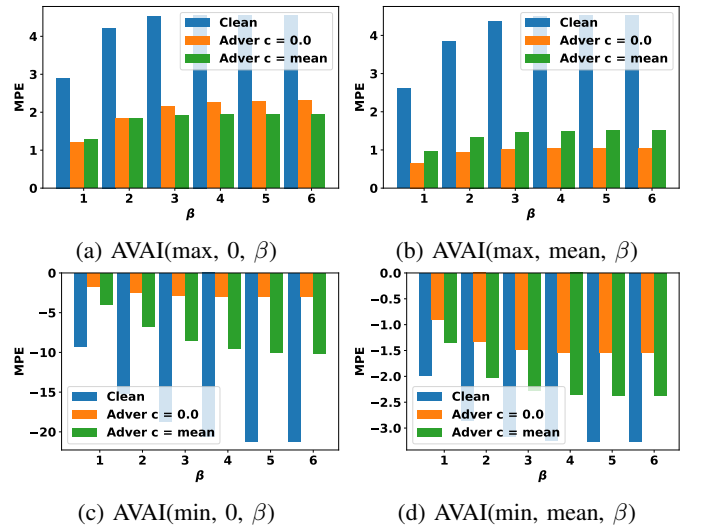 Clean
Adver c = 0.0
Adver c = mean
MPE
4
3
2
1
0
1 2 3 4 5 6
β
(a) AVAI(max, 0, β)
Clean
Adver c = 0.0
Adver c = mean
MPE
4
3
2
1
0
1 2 3 4 5 6
β
(b) AVAI(max, mean, β)
MPE
0
−5
−10
−15
−20
Clean
Adver c = 0.0
Adver c = mean
1 2 3 4 5 6
β
(c) AVAI(min, 0, β)
MPE
0.0
−0.5
−1.0
−1.5
−2.0
−2.5
−3.0
Clean
Adver c = 0.0
Adver c = mean
1 2 3 4 5 6
β
(d) AVAI(min, mean, β)